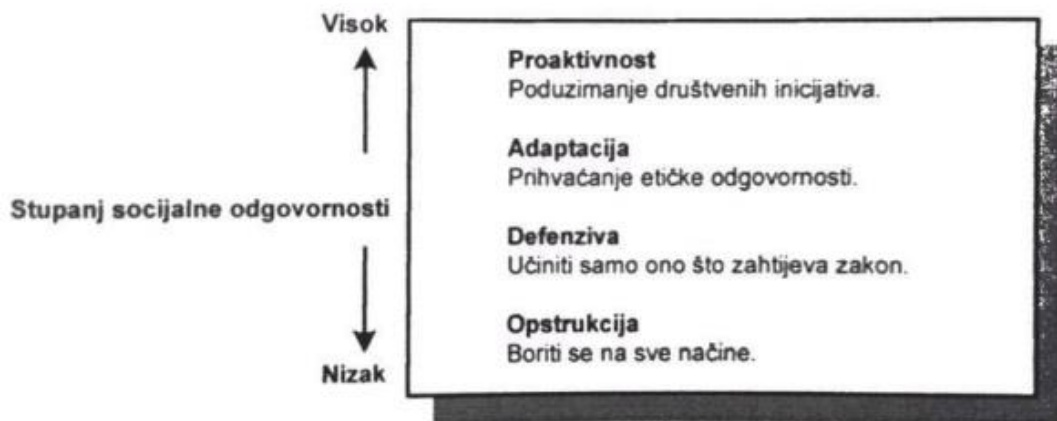 Visok
Proaktivnost
Poduzimanje društvenih inicijativa.
Adaptacija
Prihvaćanje etičke odgovornosti.
Stupanj socijalne odgovornosti
Defenziva
Učiniti samo ono što zahtijeva zakon.
Opstrukcija
Boriti se na sve načine.
Nizak